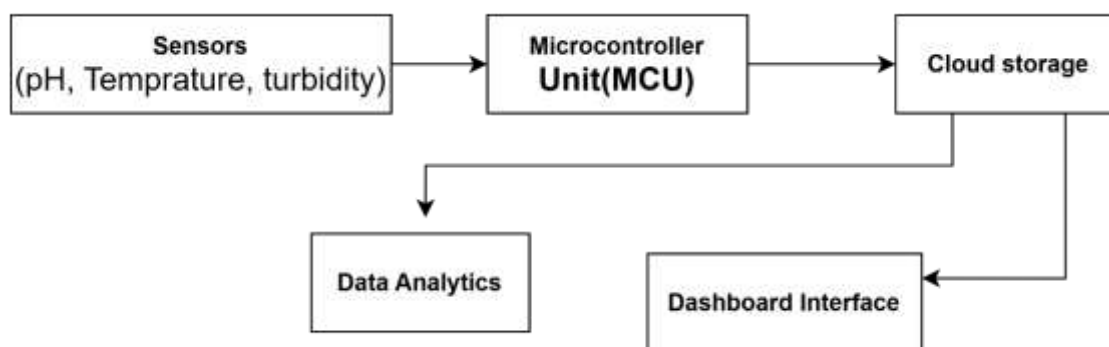 Sensors
(pH, Temprature, turbidity)
Microcontroller
Unit(MCU)
Cloud storage
Data Analytics
Dashboard Interface